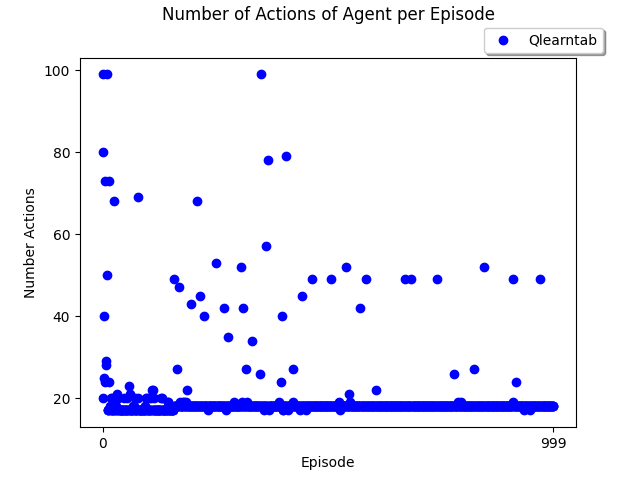 Number of Actions of Agent per Episode
Qlearntab
100
80
60
40
20
Number Actions
0
999
Episode